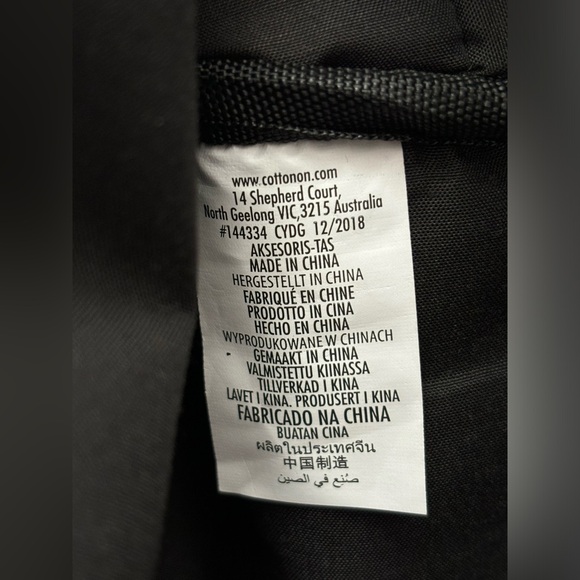 www.cottonon.com
14 Shepherd Court,
North Geelong VIC,3215 Australia
#144334 CYDG 12/2018
AKSESORIS-TAS
MADE IN CHINA
HERGESTELLT IN CHINA
FABRIQUÉ EN CHINE
PRODOTTO IN CINA
HECHO EN CHINA
WYPRODUKOWANE W CHINACH
GEMAAKT IN CHINA
VALMISTETTU KIINASSA
TILLVERKAD I KINA
LAVET I KINA. PRODUSERT I KINA
FABRICADO NA CHINA
BUATAN CINA
ผลิตในประเทศจีน
中国制造
صُنِع في الصين